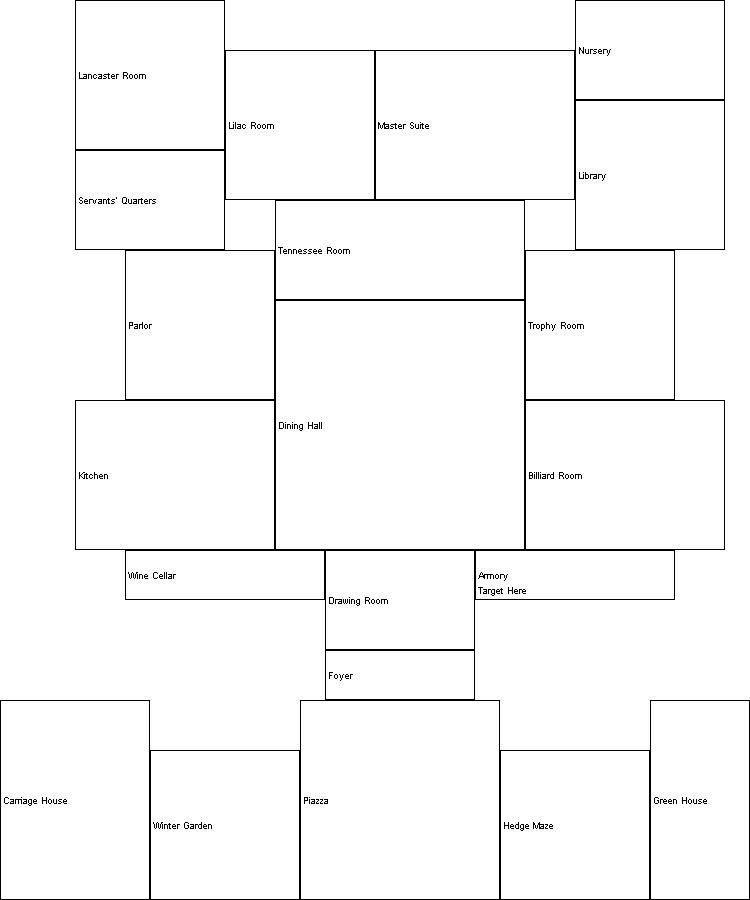 Nursery
Lancaster Room
Lilac Room
Master Suite
Library
Servants' Quarters
Tennessee Room
Parlor
Trophy Room
Dining Hall
Kitchen
Billiard Room
Wine Cellar
Armory
Target Here
Drawing Room
Foyer
Carriage House
Piazza
Green House
Winter Garden
Hedge Maze